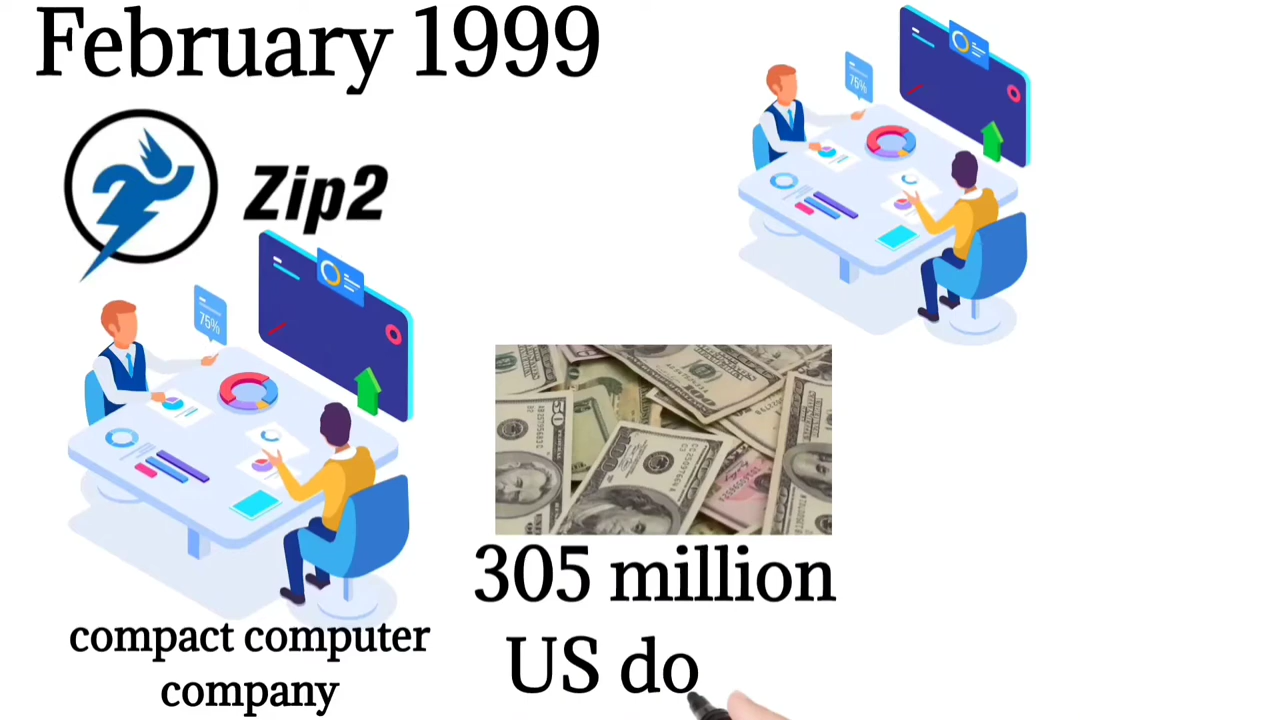 February 1999
Zip2
75%
75%
compact computer
company
305 million
US do